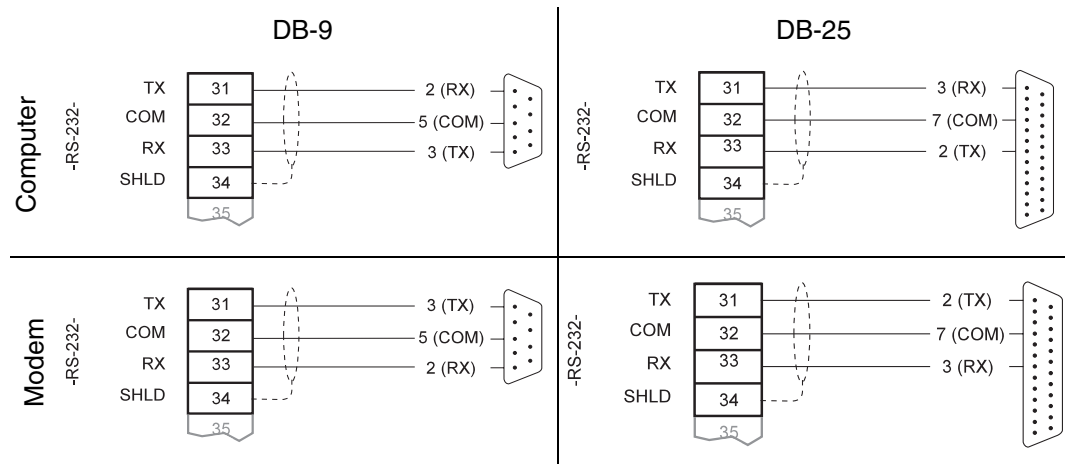 DB-9
DB-25
Computer
-RS-232-
TX 31 2 (RX)
COM 32 5 (COM)
RX 33 3 (TX)
SHLD 34
35
-RS-232-
TX 31 3 (RX)
COM 32 7 (COM)
RX 33 2 (TX)
SHLD 34
35
Modem
-RS-232-
TX 31 3 (TX)
COM 32 5 (COM)
RX 33 2 (RX)
SHLD 34
35
-RS-232-
TX 31 2 (TX)
COM 32 7 (COM)
RX 33 3 (RX)
SHLD 34
35